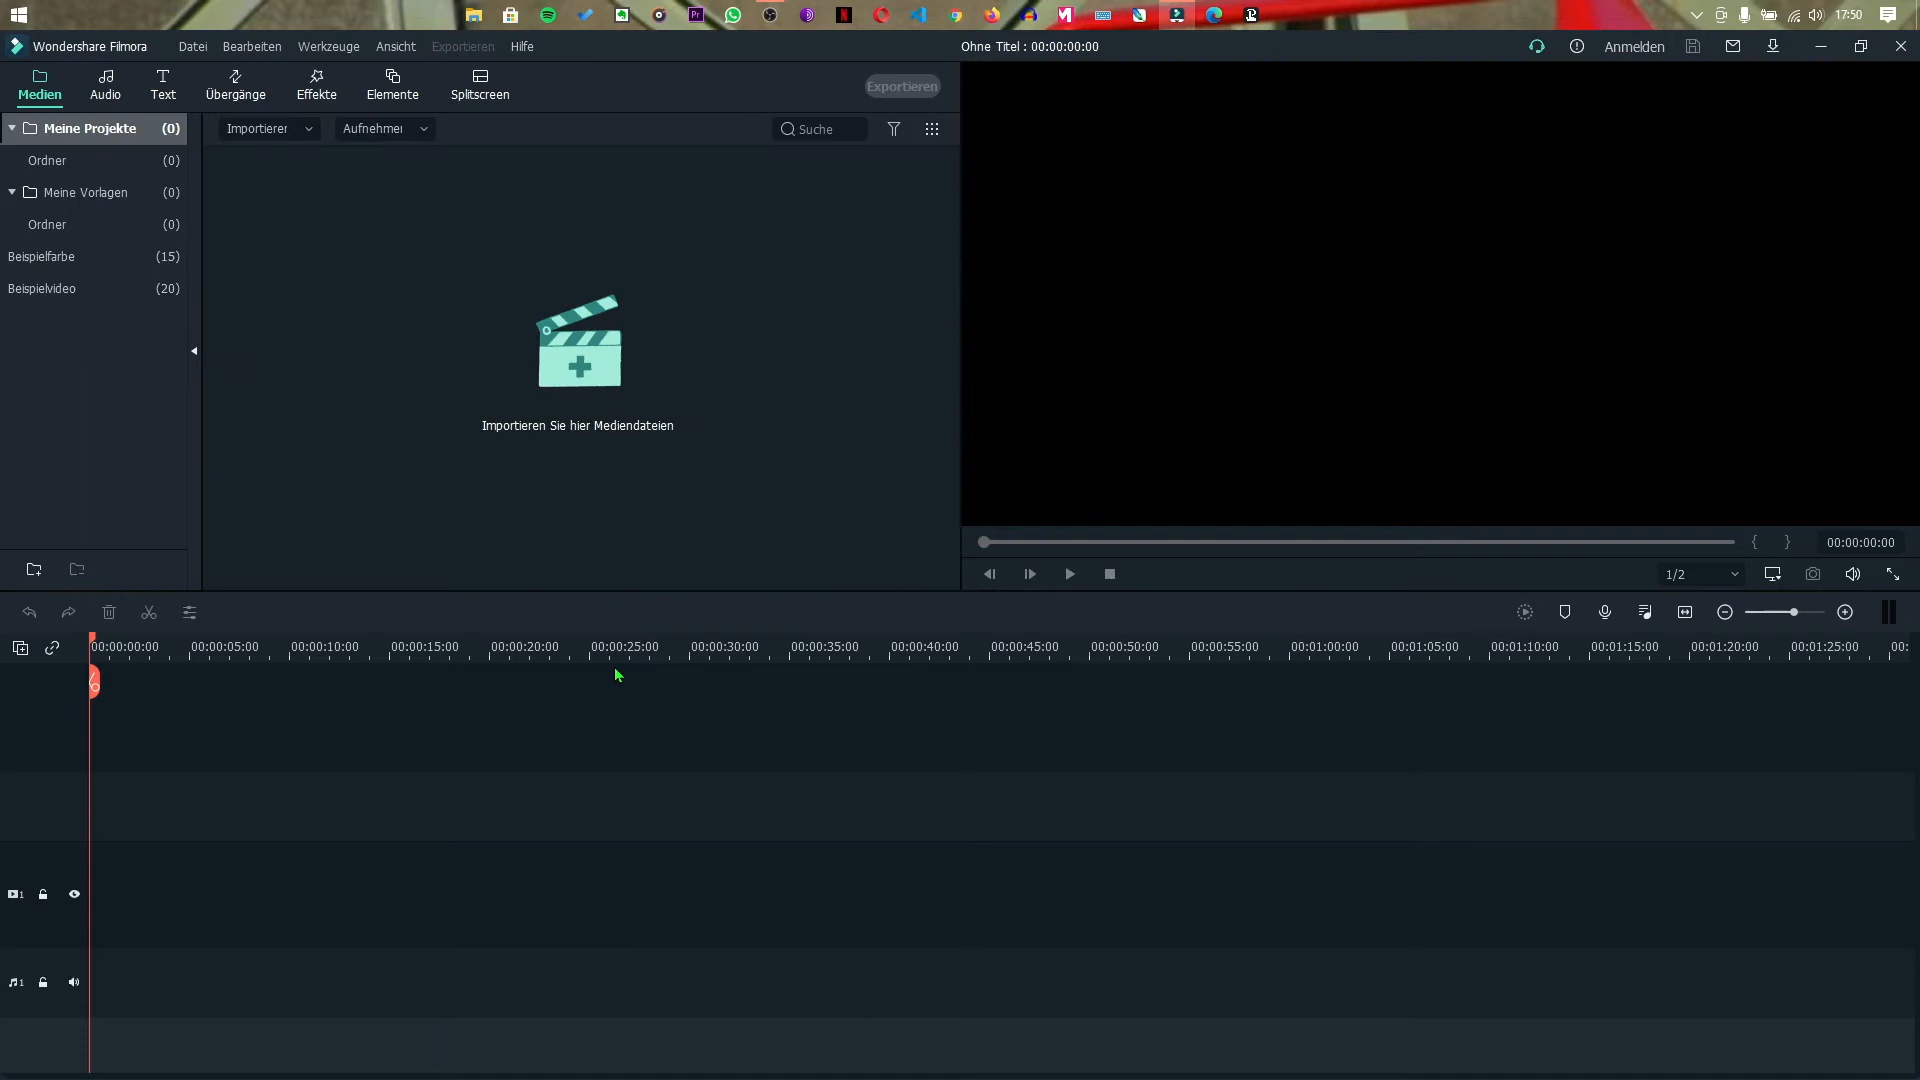 17:50
Wondershare Filmora Datei Bearbeiten Werkzeuge Ansicht Exportieren Hilfe Ohne Titel : 00:00:00:00 Anmelden
Medien Audio Text Übergänge Effekte Elemente Splitscreen Exportieren
Meine Projekte (0)
Importierer Aufnehmer Suche
Ordner (0)
Meine Vorlagen (0)
Ordner (0)
Beispielfarbe (15)
Beispielvideo (20)
Importieren Sie hier Mediendateien
{ } 00:00:00:00
1/2
00:00:00:00 00:00:05:00 00:00:10:00 00:00:15:00 00:00:20:00 00:00:25:00 00:00:30:00 00:00:35:00 00:00:40:00 00:00:45:00 00:00:50:00 00:00:55:00 00:01:00:00 00:01:05:00 00:01:10:00 00:01:15:00 00:01:20:00 00:01:25:00 00:
1
1